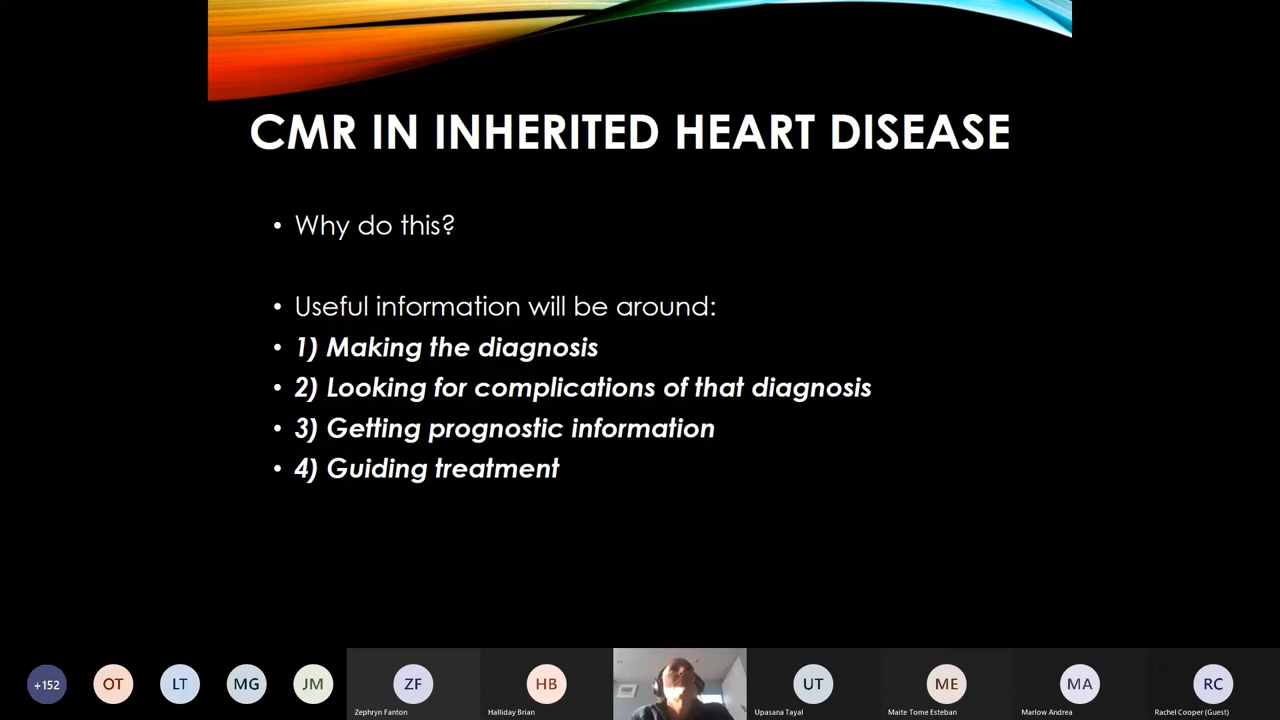 CMR IN INHERITED HEART DISEASE
• Why do this?
• Useful information will be around:
• 1) Making the diagnosis
• 2) Looking for complications of that diagnosis
• 3) Getting prognostic information
• 4) Guiding treatment
+152 OT LT MG JM ZF HB UT ME MA RC
Zephryn Fanton Halliday Brian Upasana Tayal Maite Tome Esteban Marlow Andrea Rachel Cooper (Guest)